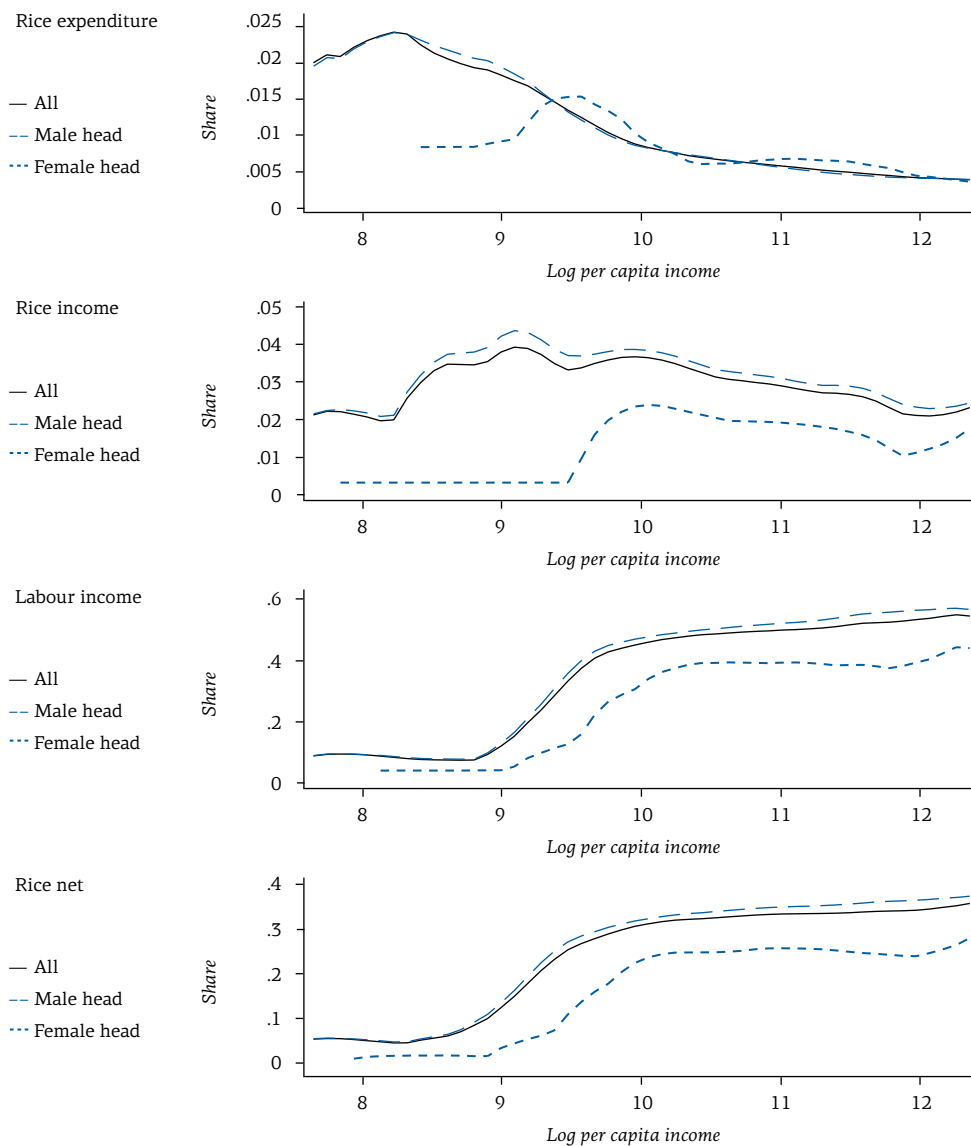 Rice expenditure
— All
-- Male head
--- Female head
Share
.025
.02
.015
.01
.005
0
8 9 10 11 12
Log per capita income
Rice income
— All
-- Male head
--- Female head
Share
.05
.04
.03
.02
.01
0
8 9 10 11 12
Log per capita income
Labour income
— All
-- Male head
--- Female head
Share
.6
.4
.2
0
8 9 10 11 12
Log per capita income
Rice net
— All
-- Male head
--- Female head
Share
.4
.3
.2
.1
0
8 9 10 11 12
Log per capita income